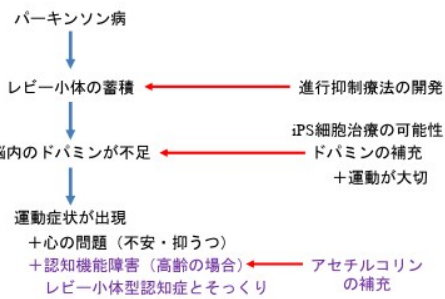 パーキンソン病
レビー小体の蓄積
進行抑制療法の開発
iPS細胞治療の可能性
脳内のドパミンが不足
ドパミンの補充
＋運動が大切
運動症状が出現
＋心の問題（不安・抑うつ）
＋認知機能障害（高齢の場合）
アセチルコリン
レビー小体型認知症とそっくり
の補充